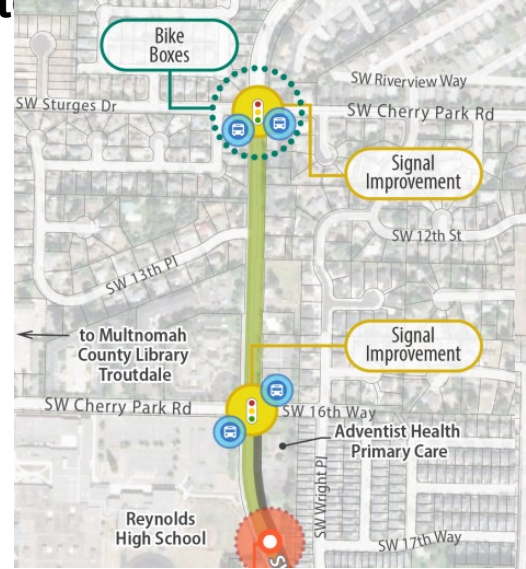 Bike
Boxes
SW Riverview Way
SW Sturges Dr
SW Cherry Park Rd
Signal
Improvement
SW 12th St
SW 13th Pl
to Multnomah
County Library
Troutdale
Signal
Improvement
SW Cherry Park Rd
SW 16th Way
Adventist Health
Primary Care
SW Wright Pl
Reynolds
High School
SW 17th Way